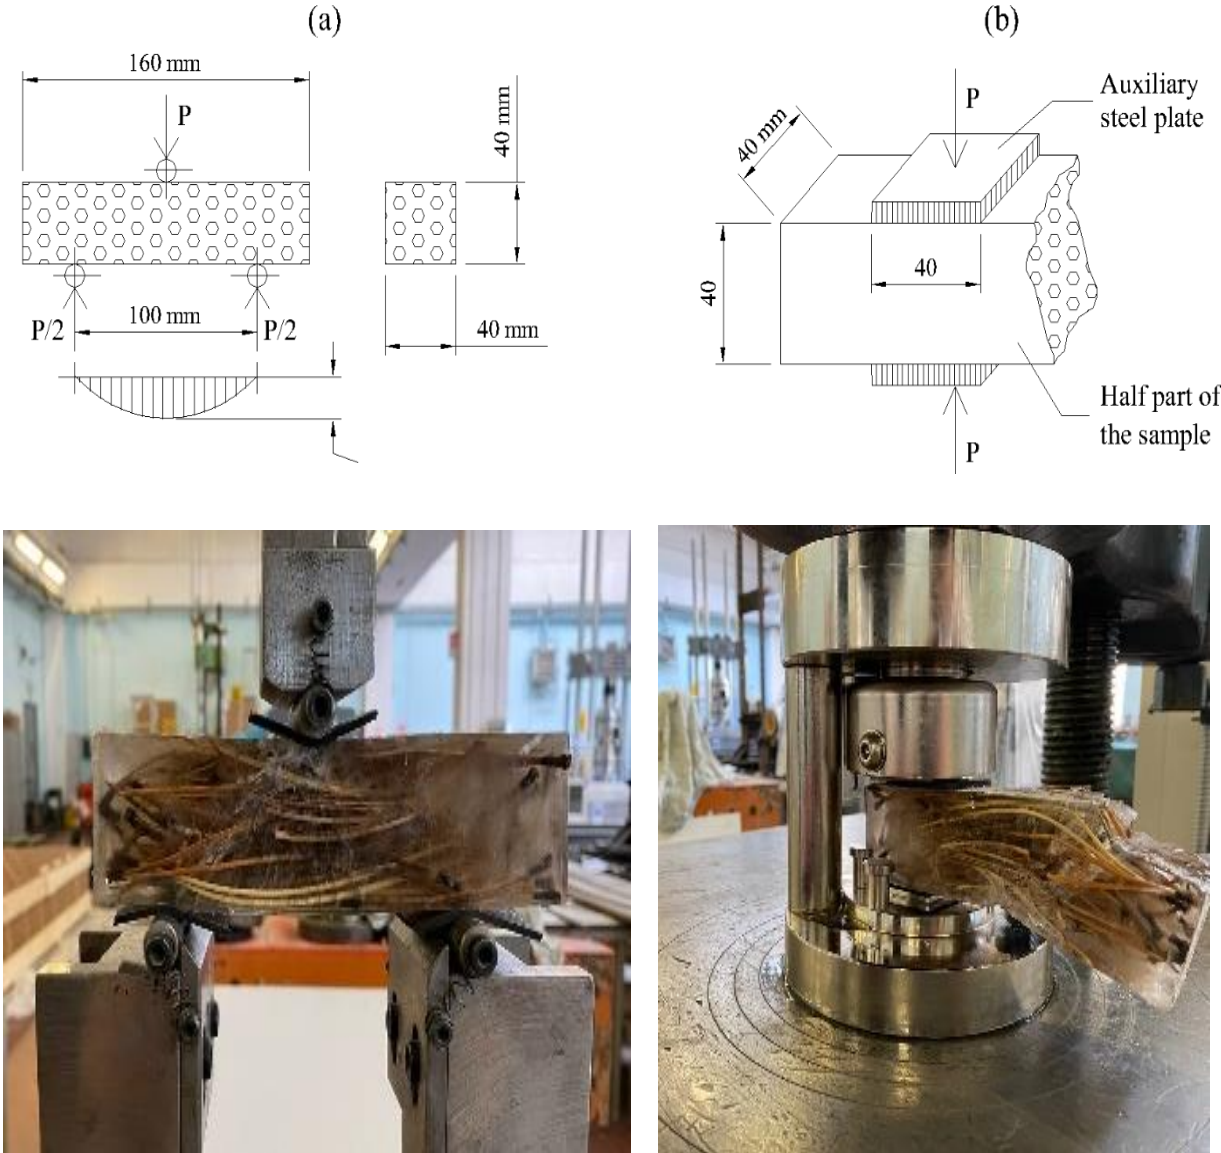 (a)
160 mm
P
40 mm
P/2
100 mm
P/2
40 mm
(b)
P
Auxiliary
steel plate
40 mm
40
40
Half part of
the sample
P